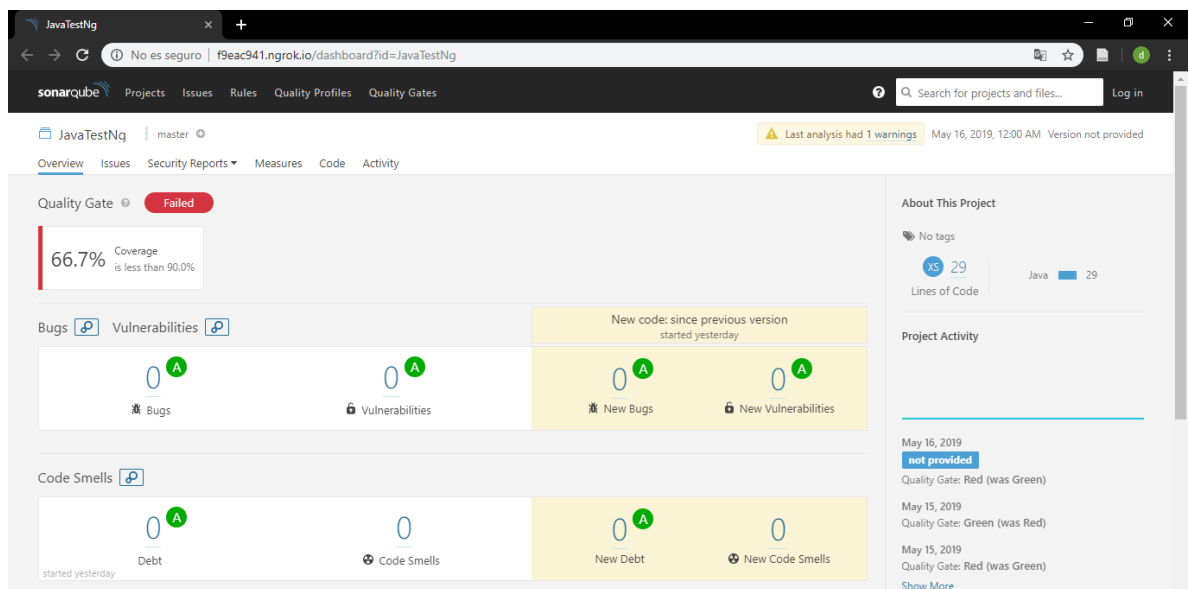 JavaTestNg
No es seguro | f9eac941.ngrok.io/dashboard?id=JavaTestNg
sonarqube Projects Issues Rules Quality Profiles Quality Gates Search for projects and files... Log in
JavaTestNg master Last analysis had 1 warnings May 16, 2019, 12:00 AM Version not provided
Overview Issues Security Reports Measures Code Activity
Quality Gate Failed
66.7% Coverage
is less than 90.0%
Bugs Vulnerabilities
New code: since previous version
started yesterday
0 A 0 A 0 A 0 A
Bugs Vulnerabilities New Bugs New Vulnerabilities
Code Smells
0 A 0 0 A 0
Debt Code Smells New Debt New Code Smells
started yesterday
About This Project
No tags
XS 29 Java 29
Lines of Code
Project Activity
May 16, 2019
not provided
Quality Gate: Red (was Green)
May 15, 2019
Quality Gate: Green (was Red)
May 15, 2019
Quality Gate: Red (was Green)
Show More